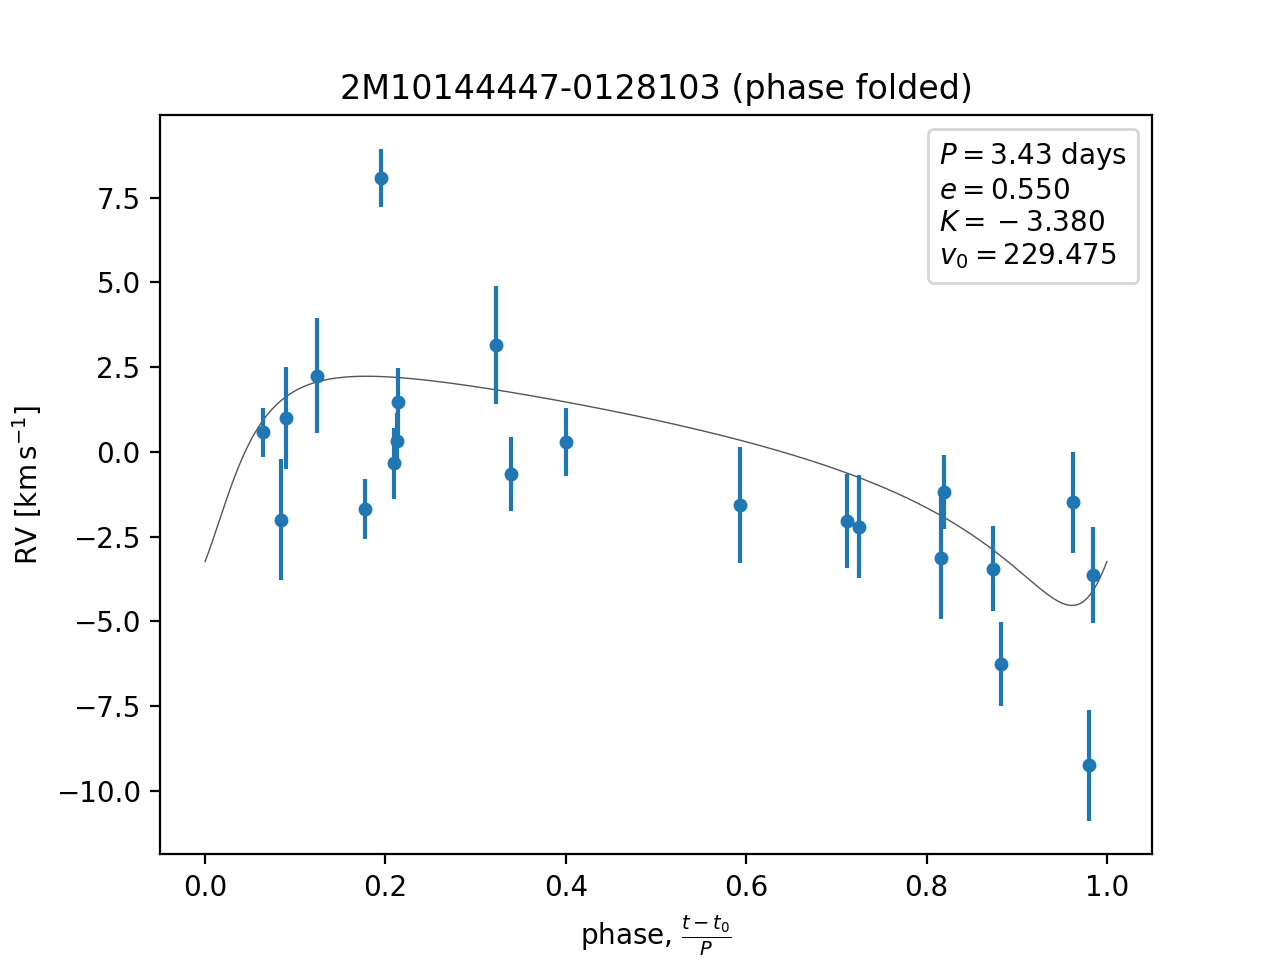 2M10144447-0128103 (phase folded)
P = 3.43 days
e = 0.550
K = −3.380
v₀ = 229.475
RV [km s⁻¹]
7.5
5.0
2.5
0.0
−2.5
−5.0
−7.5
−10.0
0.0 0.2 0.4 0.6 0.8 1.0
phase, (t − t₀)/P